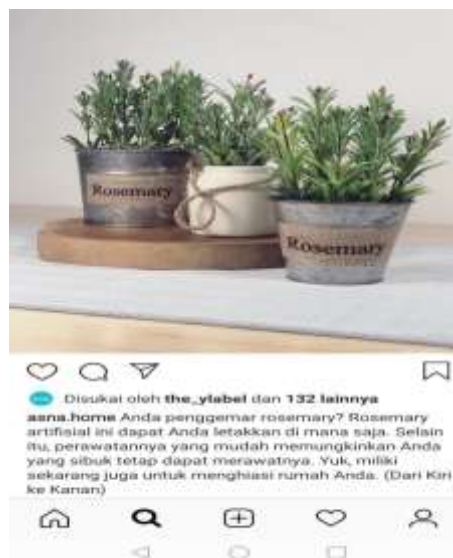 Rosemary
Rosemary
Disukai oleh the_ylabel dan 132 lainnya
asna.home Anda penggemar rosemary? Rosemary
artifisial ini dapat Anda letakkan di mana saja. Selain
itu, perawatannya yang mudah memungkinkan Anda
yang sibuk tetap dapat merawatnya. Yuk, miliki
sekarang juga untuk menghiasi rumah Anda. (Dari Kiri
ke Kanan)